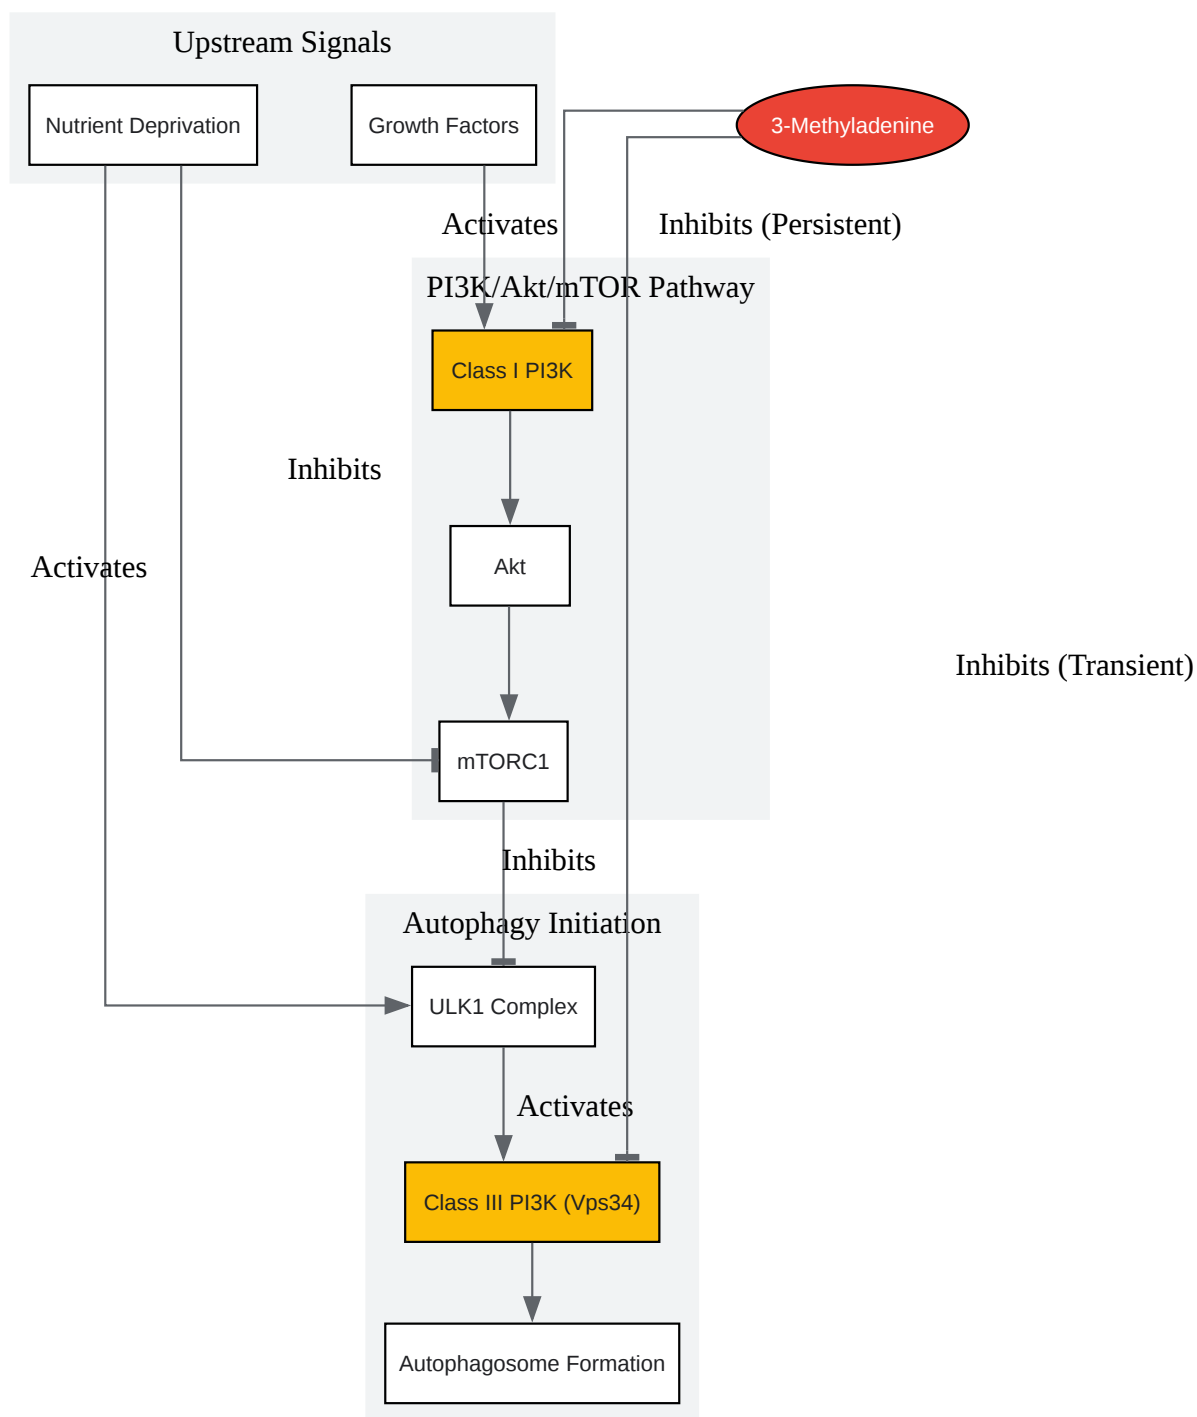 Upstream Signals
Nutrient Deprivation
Growth Factors
3-Methyladenine
Activates
Inhibits (Persistent)
PI3K/Akt/mTOR Pathway
Class I PI3K
Inhibits
Activates
Akt
Inhibits (Transient)
mTORC1
Inhibits
Autophagy Initiation
ULK1 Complex
Activates
Class III PI3K (Vps34)
Autophagosome Formation